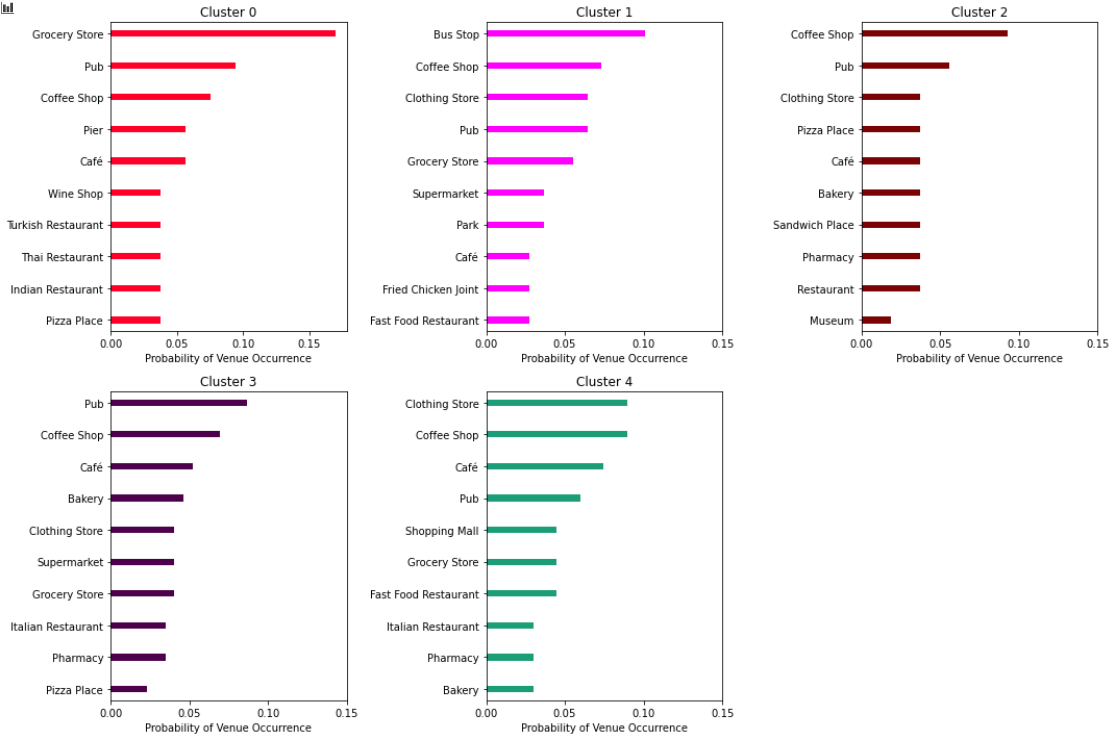 Cluster 0
Grocery Store
Pub
Coffee Shop
Pier
Café
Wine Shop
Turkish Restaurant
Thai Restaurant
Indian Restaurant
Pizza Place
0.00 0.05 0.10 0.15
Probability of Venue Occurrence
Cluster 1
Bus Stop
Coffee Shop
Clothing Store
Pub
Grocery Store
Supermarket
Park
Café
Fried Chicken Joint
Fast Food Restaurant
0.00 0.05 0.10 0.15
Probability of Venue Occurrence
Cluster 2
Coffee Shop
Pub
Clothing Store
Pizza Place
Café
Bakery
Sandwich Place
Pharmacy
Restaurant
Museum
0.00 0.05 0.10 0.15
Probability of Venue Occurrence
Cluster 3
Pub
Coffee Shop
Café
Bakery
Clothing Store
Supermarket
Grocery Store
Italian Restaurant
Pharmacy
Pizza Place
0.00 0.05 0.10 0.15
Probability of Venue Occurrence
Cluster 4
Clothing Store
Coffee Shop
Café
Pub
Shopping Mall
Grocery Store
Fast Food Restaurant
Italian Restaurant
Pharmacy
Bakery
0.00 0.05 0.10 0.15
Probability of Venue Occurrence